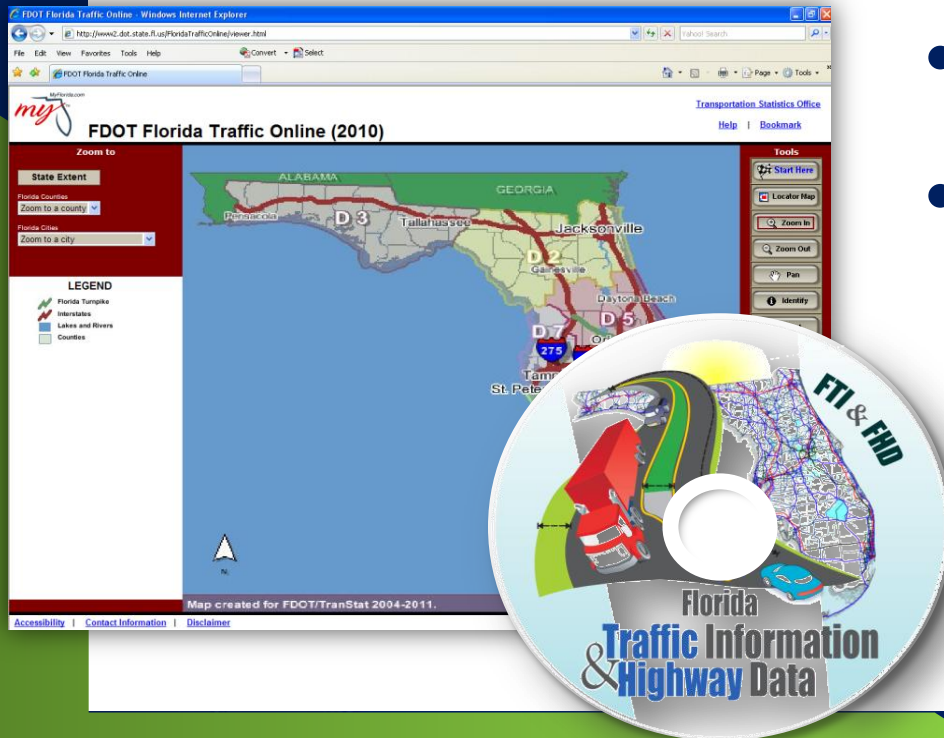 FDOT Florida Traffic Online - Windows Internet Explorer
http://www2.dot.state.fl.us/FloridaTrafficOnline/viewer.html
Yahoo! Search
File Edit View Favorites Tools Help
Convert Select
FDOT Florida Traffic Online
Page Tools
MyFlorida.com
my
FDOT Florida Traffic Online (2010)
Transportation Statistics Office
Help | Bookmark
Zoom to
State Extent
Florida Counties
Zoom to a county
Florida Cities
Zoom to a city
LEGEND
Florida Turnpike
Interstates
Lakes and Rivers
Counties
ALABAMA
GEORGIA
Pensacola
D 3
Tallahassee
Jacksonville
D 2
Gainesville
Daytona Beach
D 5
D 7
275
St. Pete
N
Map created for FDOT/TranStat 2004-2011.
Tools
Start Here
Locator Map
Zoom In
Zoom Out
Pan
Identify
Accessibility | Contact Information | Disclaimer
FTI & FHD
Florida
Traffic Information
& Highway Data